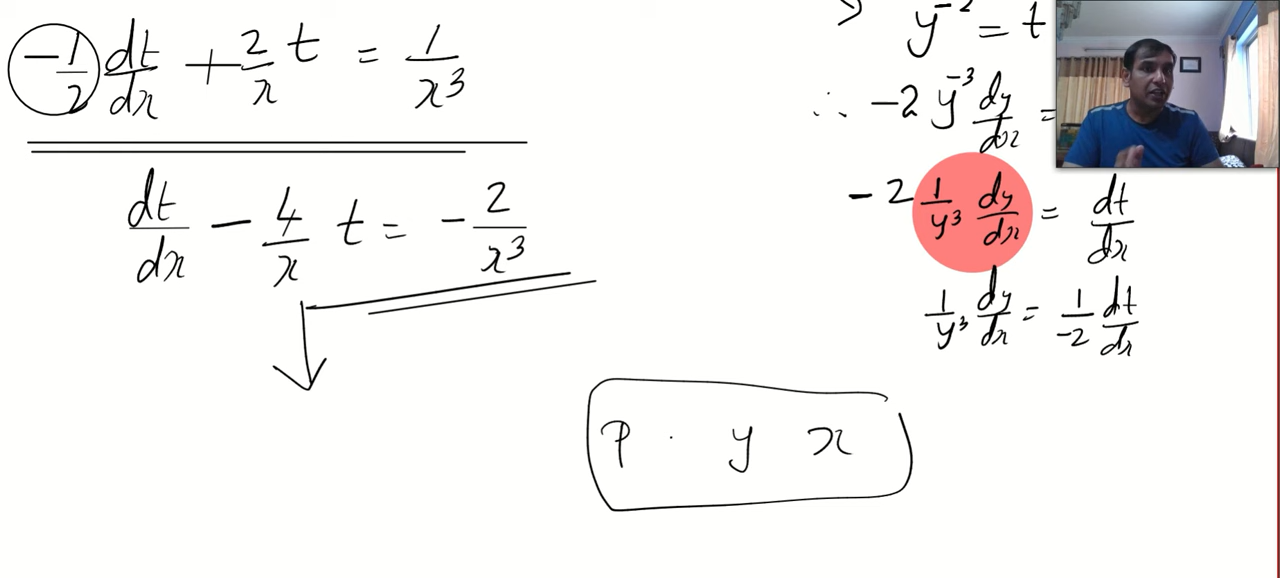 -1/2 dt/dx + 2/x t = 1/x³
dt/dx - 4/x t = - 2/x³
y⁻² = t
∴ -2 y⁻³ dy/dx =
-2 1/y³ dy/dx = dt/dx
1/y³ dy/dx = 1/-2 dt/dx
p . y x